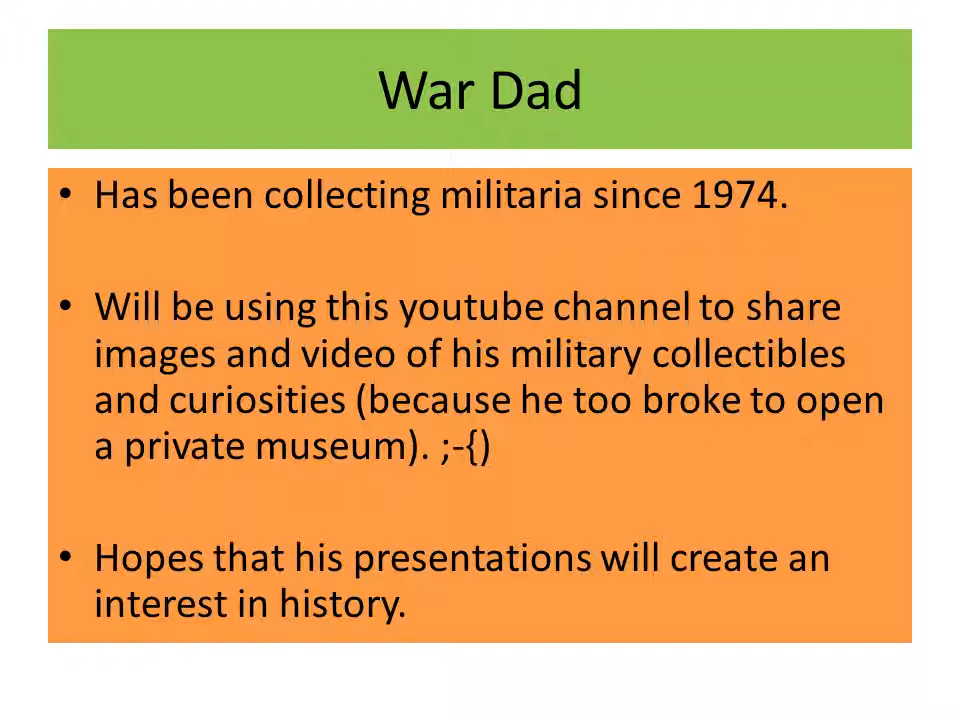 War Dad
• Has been collecting militaria since 1974.
• Will be using this youtube channel to share
images and video of his military collectibles
and curiosities (because he too broke to open
a private museum). ;-{)
• Hopes that his presentations will create an
interest in history.